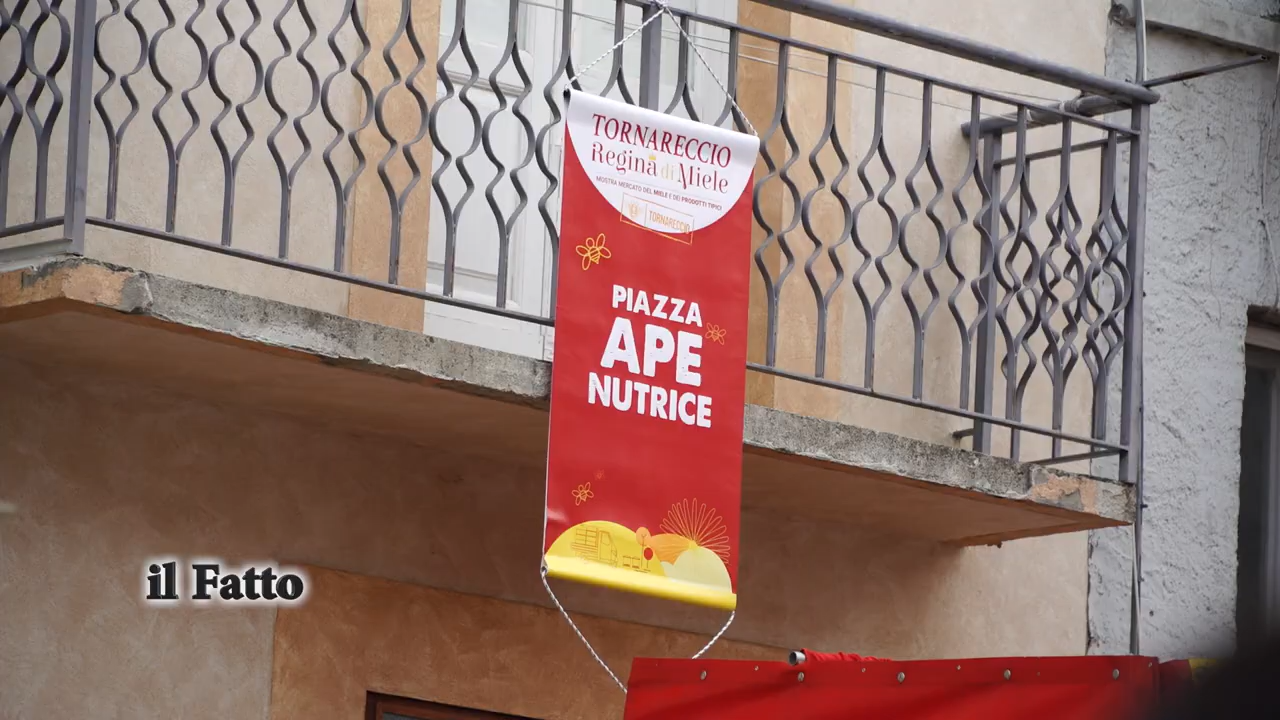 TORNARECCIO
Regina di Miele
MOSTRA MERCATO DEL MIELE E DEI PRODOTTI TIPICI
TORNARECCIO
PIAZZA
APE
NUTRICE
il Fatto